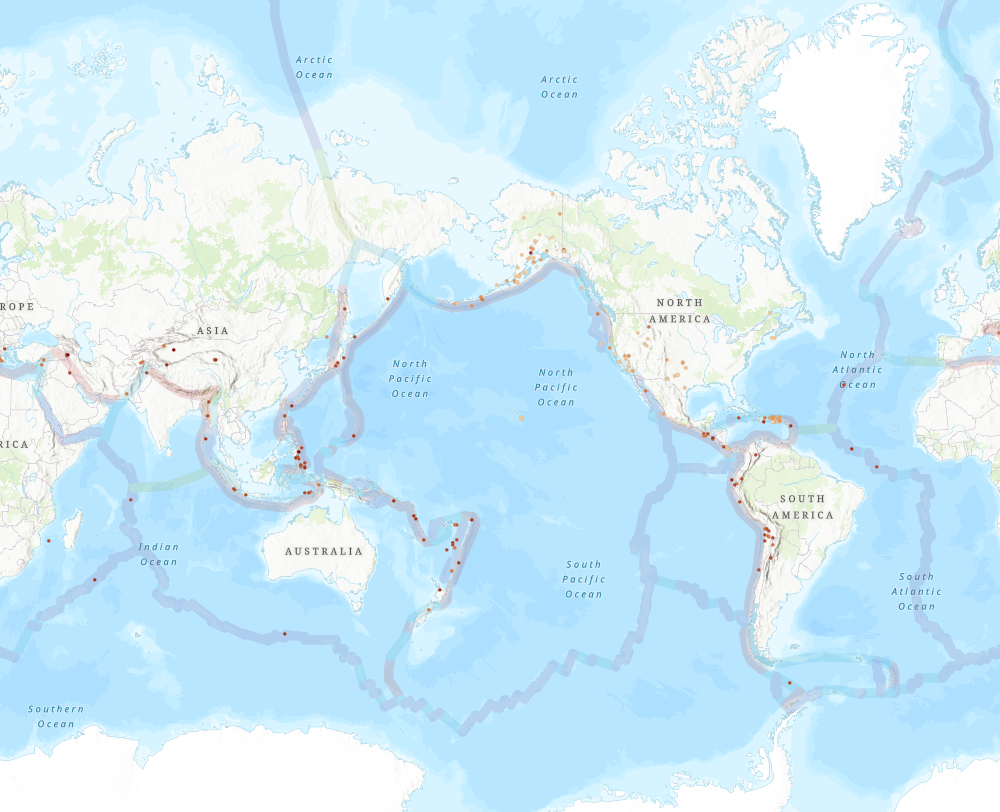 Arctic
Ocean
Arctic
Ocean
ROPE
ASIA
NORTH
AMERICA
North
Pacific
Ocean
North
Pacific
Ocean
North
Atlantic
Ocean
RICA
SOUTH
AMERICA
AUSTRALIA
Indian
Ocean
South
Pacific
Ocean
South
Atlantic
Ocean
Southern
Ocean